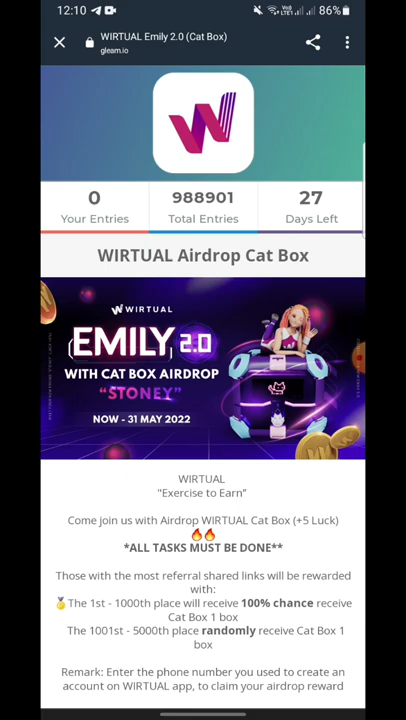 12:10
Vo)) LTE1
86%
WIRTUAL Emily 2.0 (Cat Box)
gleam.io
0
988901
27
Your Entries
Total Entries
Days Left
WIRTUAL Airdrop Cat Box
WIRTUAL
EMILY 2.0
WITH CAT BOX AIRDROP
“STONEY”
NOW - 31 MAY 2022
WIRTUAL
"Exercise to Earn”
Come join us with Airdrop WIRTUAL Cat Box (+5 Luck)
🔥🔥
*ALL TASKS MUST BE DONE**
Those with the most referral shared links will be rewarded
with:
🥇The 1st - 1000th place will receive 100% chance receive
Cat Box 1 box
The 1001st - 5000th place randomly receive Cat Box 1
box
Remark: Enter the phone number you used to create an
account on WIRTUAL app, to claim your airdrop reward